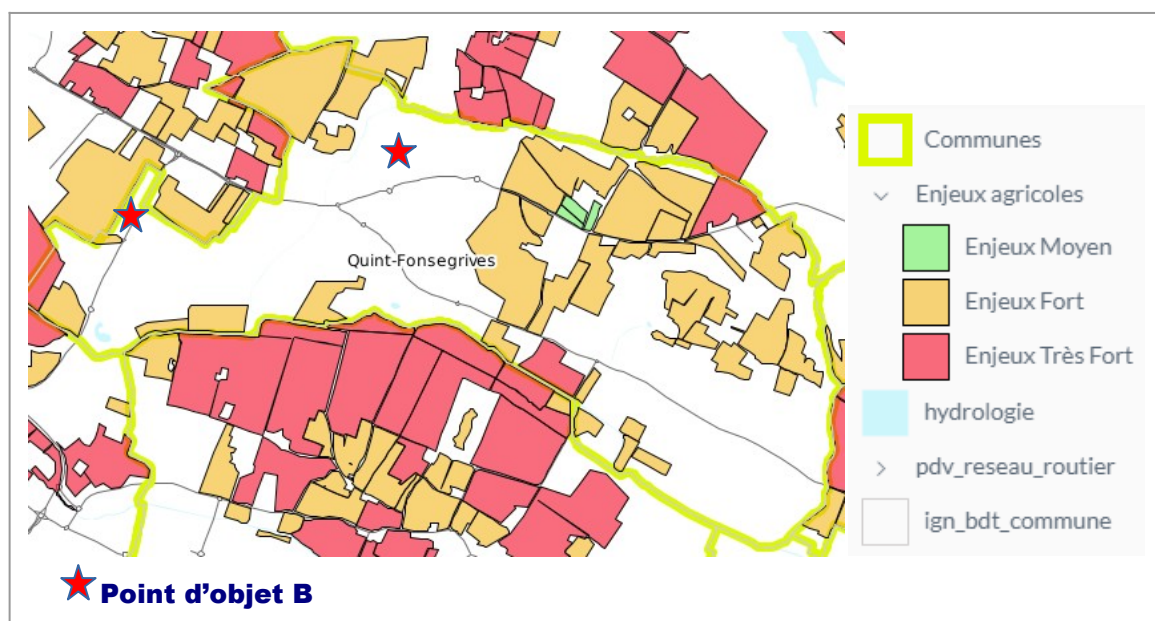 Quint-Fonsegrives
Communes
Enjeux agricoles
Enjeux Moyen
Enjeux Fort
Enjeux Très Fort
hydrologie
pdv_reseau_routier
ign_bdt_commune
Point d’objet B